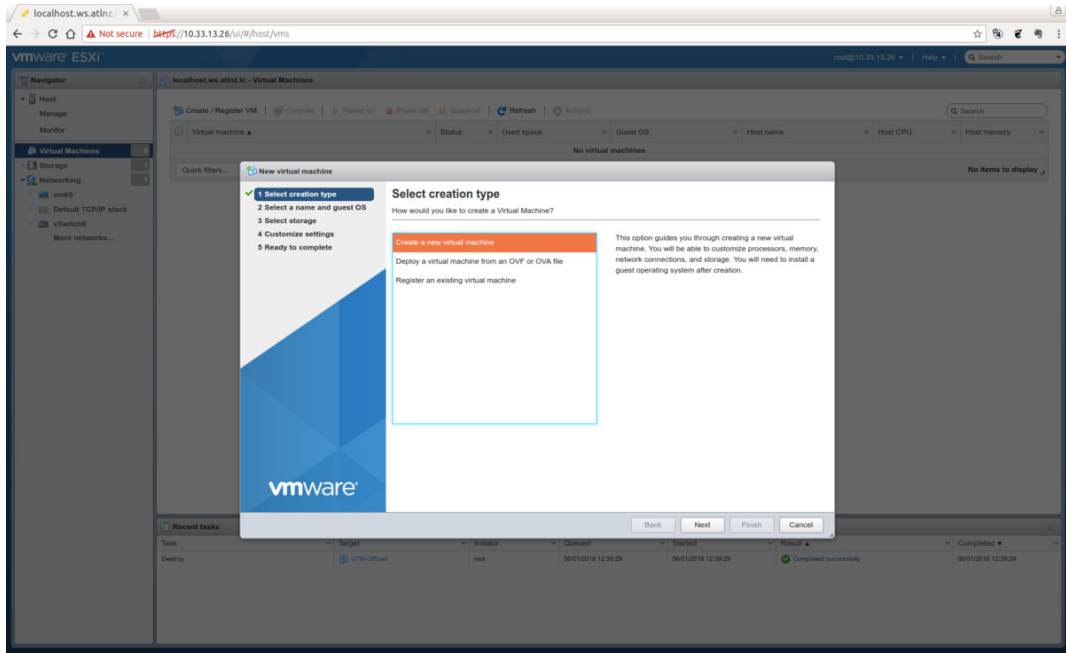 localhost.ws.atlnz.
Not secure
https://10.33.13.26/ui/#/host/vms
vmware ESXi™
root@10.33.13.26
Help
Search
Navigator
localhost.ws.atlnz.lc - Virtual Machines
Host
Manage
Monitor
Virtual Machines 0
Storage 1
Networking 1
vmk0
Default TCP/IP stack
vSwitch0
More networks...
Create / Register VM
Console
Power on
Power off
Suspend
Refresh
Actions
Search
Virtual machine
Status
Used space
Guest OS
Host name
Host CPU
Host memory
No virtual machines
Quick filters...
No items to display
New virtual machine
1 Select creation type
2 Select a name and guest OS
3 Select storage
4 Customize settings
5 Ready to complete
vmware®
Select creation type
How would you like to create a Virtual Machine?
Create a new virtual machine
Deploy a virtual machine from an OVF or OVA file
Register an existing virtual machine
This option guides you through creating a new virtual
machine. You will be able to customize processors, memory,
network connections, and storage. You will need to install a
guest operating system after creation.
Back
Next
Finish
Cancel
Recent tasks
Task
Target
Initiator
Queued
Started
Result
Completed
Destroy
UTM-Offload
root
06/01/2018 12:39:29
06/01/2018 12:39:29
Completed successfully
06/01/2018 12:39:29